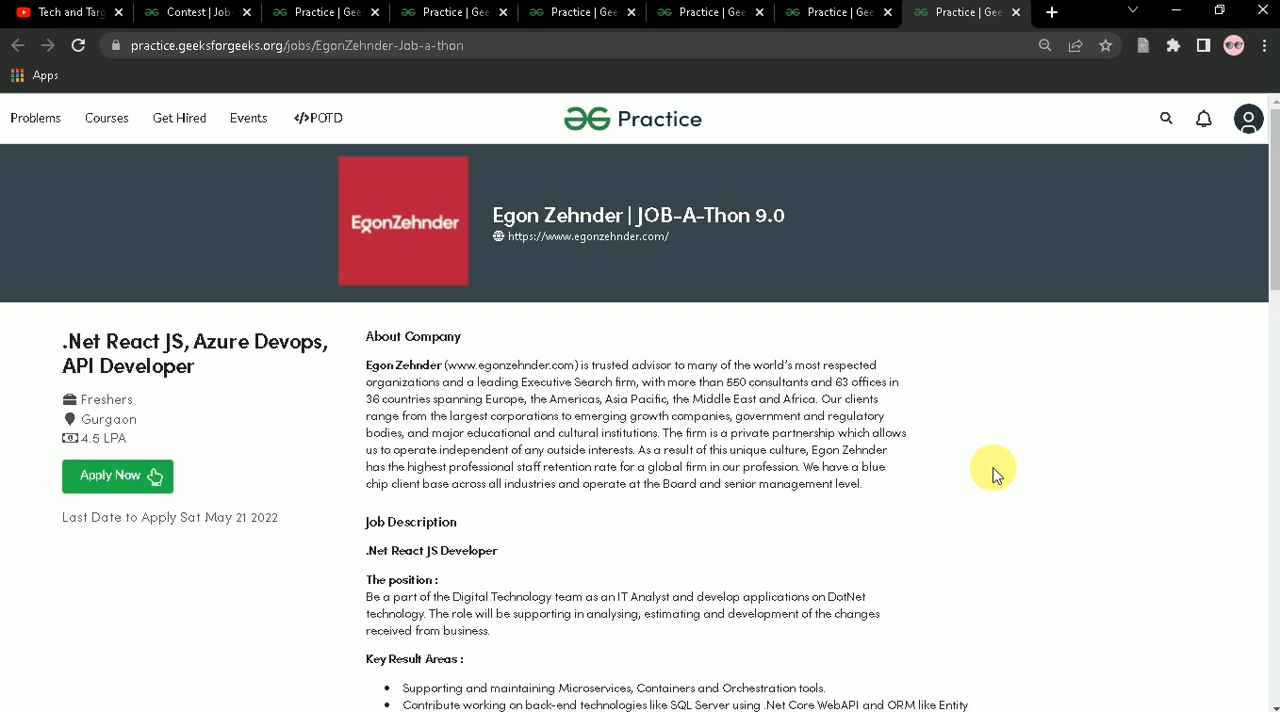 Tech and Targ
Contest | Job-
Practice | Gee
Practice | Gee
Practice | Gee
Practice | Gee
Practice | Gee
Practice | Gee
practice.geeksforgeeks.org/jobs/EgonZehnder-Job-a-thon
Apps
Problems
Courses
Get Hired
Events
</>POTD
Practice
EgonZehnder
Egon Zehnder | JOB-A-Thon 9.0
https://www.egonzehnder.com/
.Net React JS, Azure Devops,
API Developer
Freshers
Gurgaon
4.5 LPA
Apply Now
Last Date to Apply Sat May 21 2022
About Company
Egon Zehnder (www.egonzehnder.com) is trusted advisor to many of the world's most respected
organizations and a leading Executive Search firm, with more than 550 consultants and 63 offices in
36 countries spanning Europe, the Americas, Asia Pacific, the Middle East and Africa. Our clients
range from the largest corporations to emerging growth companies, government and regulatory
bodies, and major educational and cultural institutions. The firm is a private partnership which allows
us to operate independent of any outside interests. As a result of this unique culture, Egon Zehnder
has the highest professional staff retention rate for a global firm in our profession. We have a blue
chip client base across all industries and operate at the Board and senior management level.
Job Description
.Net React JS Developer
The position :
Be a part of the Digital Technology team as an IT Analyst and develop applications on DotNet
technology. The role will be supporting in analysing, estimating and development of the changes
received from business.
Key Result Areas :
Supporting and maintaining Microservices, Containers and Orchestration tools.
Contribute working on back-end technologies like SQL Server using .Net Core WebAPI and ORM like Entity